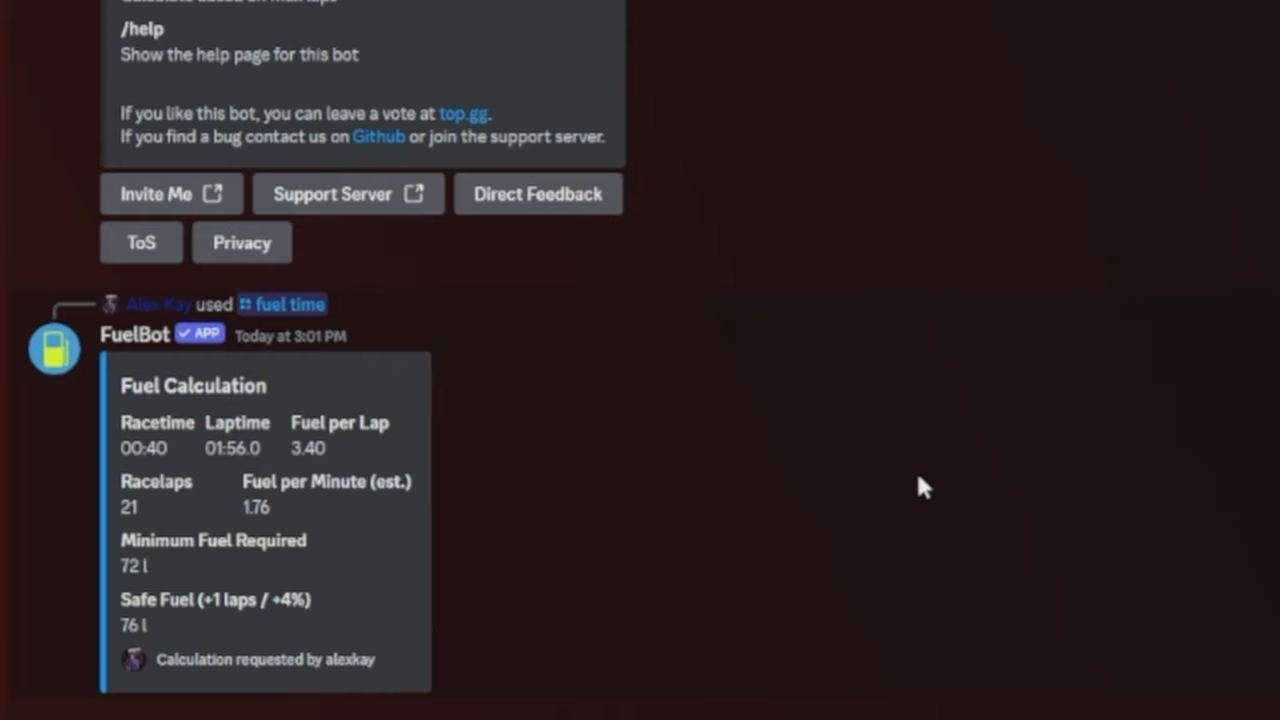 /help
Show the help page for this bot
If you like this bot, you can leave a vote at top.gg.
If you find a bug contact us on Github or join the support server.
Invite Me Support Server Direct Feedback
ToS Privacy
Alex Kay used fuel time
FuelBot ✓ APP Today at 3:01 PM
Fuel Calculation
Racetime Laptime Fuel per Lap
00:40 01:56.0 3.40
Racelaps Fuel per Minute (est.)
21 1.76
Minimum Fuel Required
72 l
Safe Fuel (+1 laps / +4%)
76 l
Calculation requested by alexkay